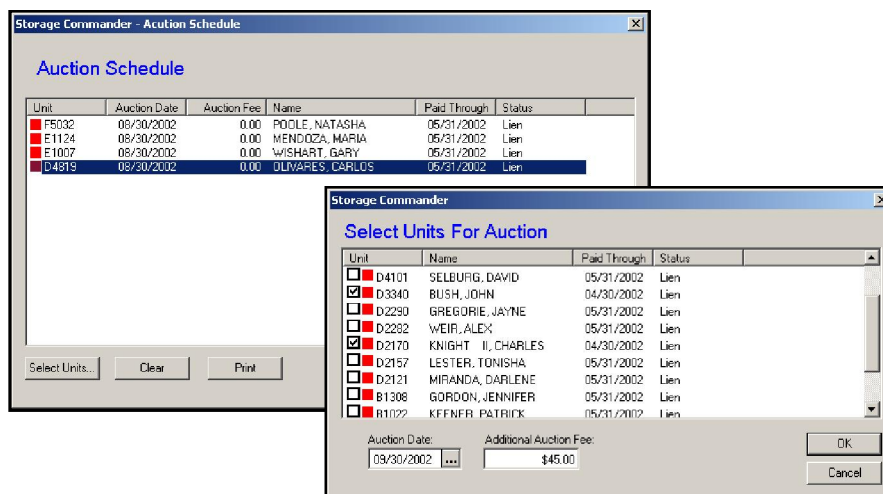 Storage Commander - Acution Schedule
Auction Schedule
Unit Auction Date Auction Fee Name Paid Through Status
F5032 08/30/2002 0.00 POOLE, NATASHA 05/31/2002 Lien
E1124 08/30/2002 0.00 MENDOZA, MARIA 05/31/2002 Lien
E1007 08/30/2002 0.00 WISHART, GARY 05/31/2002 Lien
D4819 08/30/2002 0.00 OLIVARES, CARLOS 05/31/2002 Lien
Select Units... Clear Print
Storage Commander
Select Units For Auction
Unit Name Paid Through Status
D4101 SELBURG, DAVID 05/31/2002 Lien
D3340 BUSH, JOHN 04/30/2002 Lien
D2290 GREGORIE, JAYNE 05/31/2002 Lien
D2282 WEIR, ALEX 05/31/2002 Lien
D2170 KNIGHT II, CHARLES 04/30/2002 Lien
D2157 LESTER, TONISHA 05/31/2002 Lien
D2121 MIRANDA, DARLENE 05/31/2002 Lien
B1308 GORDON, JENNIFER 05/31/2002 Lien
B1022 KEENER, PATRICK 05/31/2002 Lien
Auction Date: Additional Auction Fee:
09/30/2002 ... $45.00
OK
Cancel